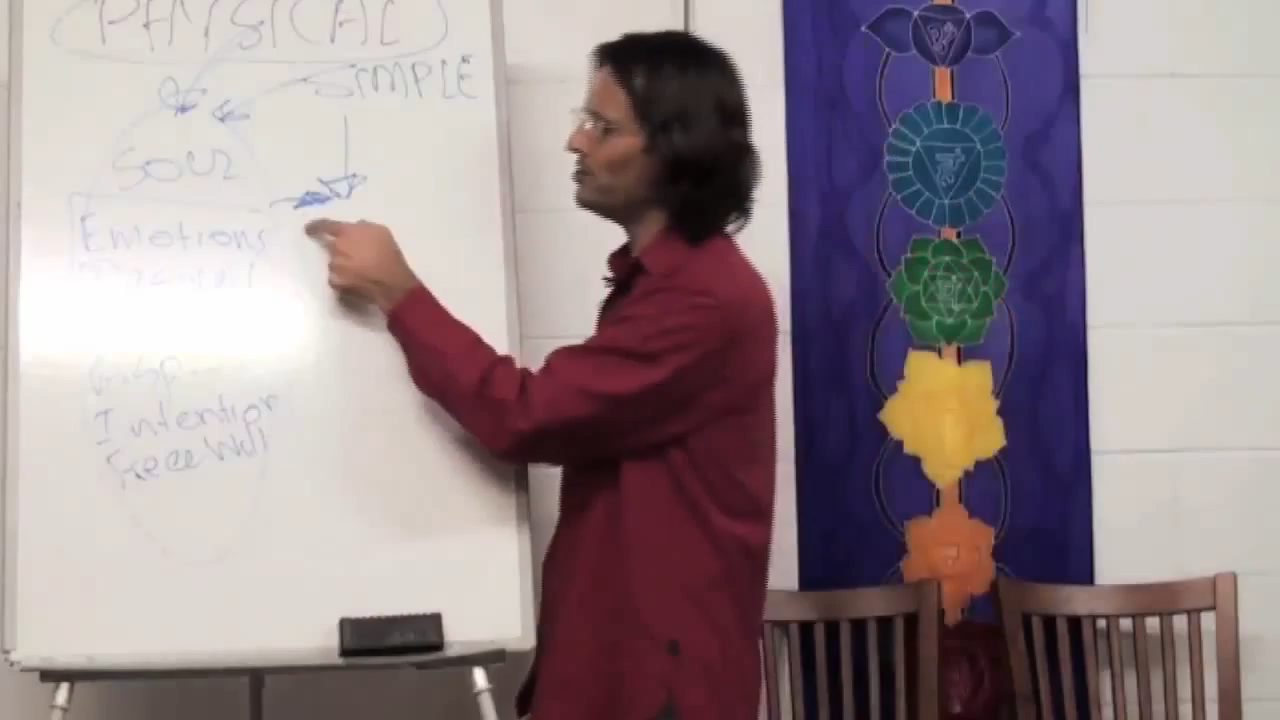 PHYSICAL
SIMPLE
SOUL
Emotions
Intention
Free Will